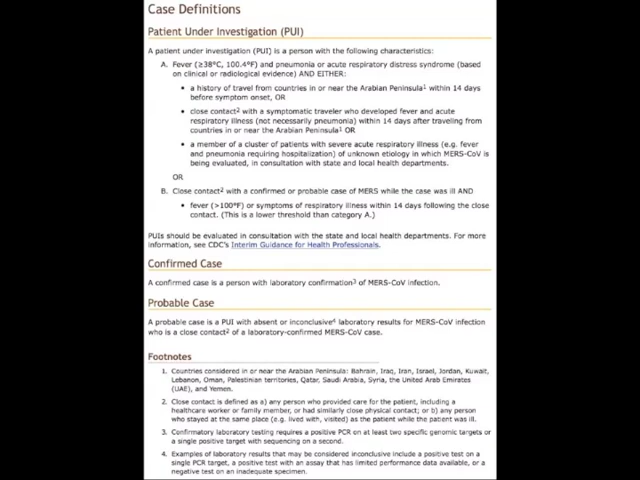 Case Definitions
Patient Under Investigation (PUI)
A patient under investigation (PUI) is a person with the following characteristics:
A. Fever (≥38°C, 100.4°F) and pneumonia or acute respiratory distress syndrome (based
on clinical or radiological evidence) AND EITHER:
• a history of travel from countries in or near the Arabian Peninsula1 within 14 days
before symptom onset, OR
• close contact2 with a symptomatic traveler who developed fever and acute
respiratory illness (not necessarily pneumonia) within 14 days after traveling from
countries in or near the Arabian Peninsula1 OR
• a member of a cluster of patients with severe acute respiratory illness (e.g. fever
and pneumonia requiring hospitalization) of unknown etiology in which MERS-CoV is
being evaluated, in consultation with state and local health departments.
OR
B. Close contact2 with a confirmed or probable case of MERS while the case was ill AND
• fever (>100°F) or symptoms of respiratory illness within 14 days following the close
contact. (This is a lower threshold than category A.)
PUIs should be evaluated in consultation with the state and local health departments. For more
information, see CDC's Interim Guidance for Health Professionals.
Confirmed Case
A confirmed case is a person with laboratory confirmation3 of MERS-CoV infection.
Probable Case
A probable case is a PUI with absent or inconclusive4 laboratory results for MERS-CoV infection
who is a close contact2 of a laboratory-confirmed MERS-CoV case.
Footnotes
1. Countries considered in or near the Arabian Peninsula: Bahrain, Iraq, Iran, Israel, Jordan, Kuwait,
Lebanon, Oman, Palestinian territories, Qatar, Saudi Arabia, Syria, the United Arab Emirates
(UAE), and Yemen.
2. Close contact is defined as a) any person who provided care for the patient, including a
healthcare worker or family member, or had similarly close physical contact; or b) any person
who stayed at the same place (e.g. lived with, visited) as the patient while the patient was ill.
3. Confirmatory laboratory testing requires a positive PCR on at least two specific genomic targets or
a single positive target with sequencing on a second.
4. Examples of laboratory results that may be considered inconclusive include a positive test on a
single PCR target, a positive test with an assay that has limited performance data available, or a
negative test on an inadequate specimen.